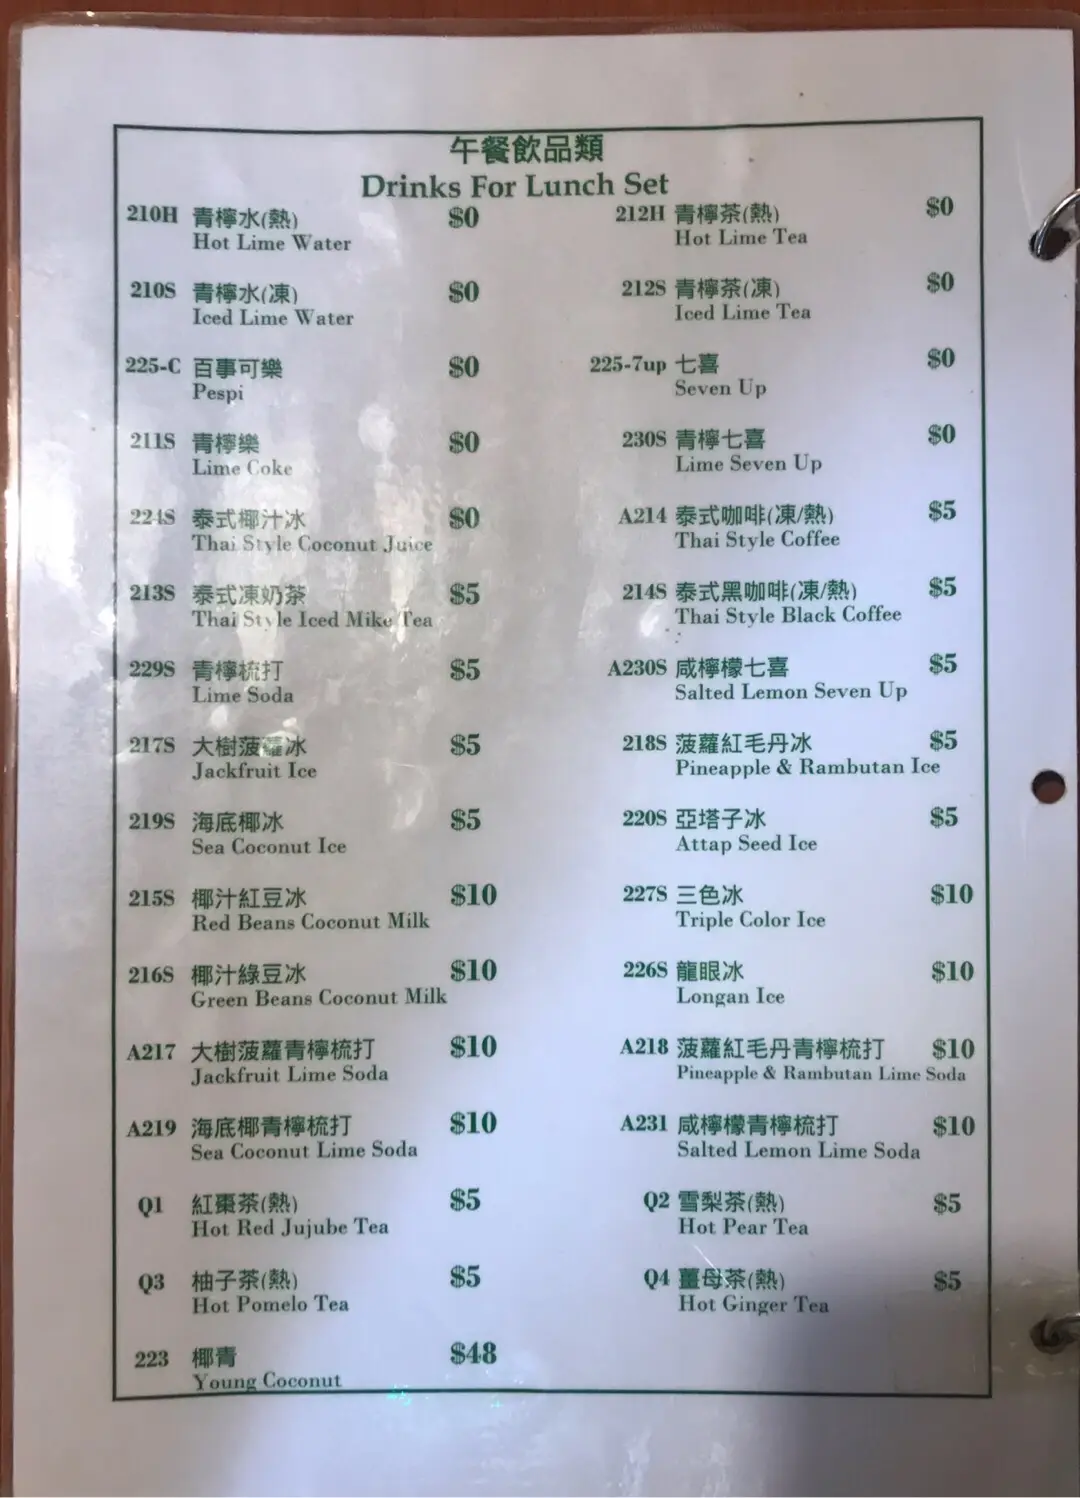 午餐飲品類
Drinks For Lunch Set
210H 青檸水(熱) $0
Hot Lime Water
212H 青檸茶(熱) $0
Hot Lime Tea
210S 青檸水(凍) $0
Iced Lime Water
212S 青檸茶(凍) $0
Iced Lime Tea
225-C 百事可樂 $0
Pespi
225-7up 七喜 $0
Seven Up
211S 青檸樂 $0
Lime Coke
230S 青檸七喜 $0
Lime Seven Up
224S 泰式椰汁冰 $0
Thai Style Coconut Juice
A214 泰式咖啡(凍/熱) $5
Thai Style Coffee
213S 泰式凍奶茶 $5
Thai Style Iced Mike Tea
214S 泰式黑咖啡(凍/熱) $5
Thai Style Black Coffee
229S 青檸梳打 $5
Lime Soda
A230S 咸檸檬七喜 $5
Salted Lemon Seven Up
217S 大樹菠蘿冰 $5
Jackfruit Ice
218S 菠蘿紅毛丹冰 $5
Pineapple & Rambutan Ice
219S 海底椰冰 $5
Sea Coconut Ice
220S 亞塔子冰 $5
Attap Seed Ice
215S 椰汁紅豆冰 $10
Red Beans Coconut Milk
227S 三色冰 $10
Triple Color Ice
216S 椰汁綠豆冰 $10
Green Beans Coconut Milk
226S 龍眼冰 $10
Longan Ice
A217 大樹菠蘿青檸梳打 $10
Jackfruit Lime Soda
A218 菠蘿紅毛丹青檸梳打 $10
Pineapple & Rambutan Lime Soda
A219 海底椰青檸梳打 $10
Sea Coconut Lime Soda
A231 咸檸檬青檸梳打 $10
Salted Lemon Lime Soda
Q1 紅棗茶(熱) $5
Hot Red Jujube Tea
Q2 雪梨茶(熱) $5
Hot Pear Tea
Q3 柚子茶(熱) $5
Hot Pomelo Tea
Q4 薑母茶(熱) $5
Hot Ginger Tea
223 椰青 $48
Young Coconut